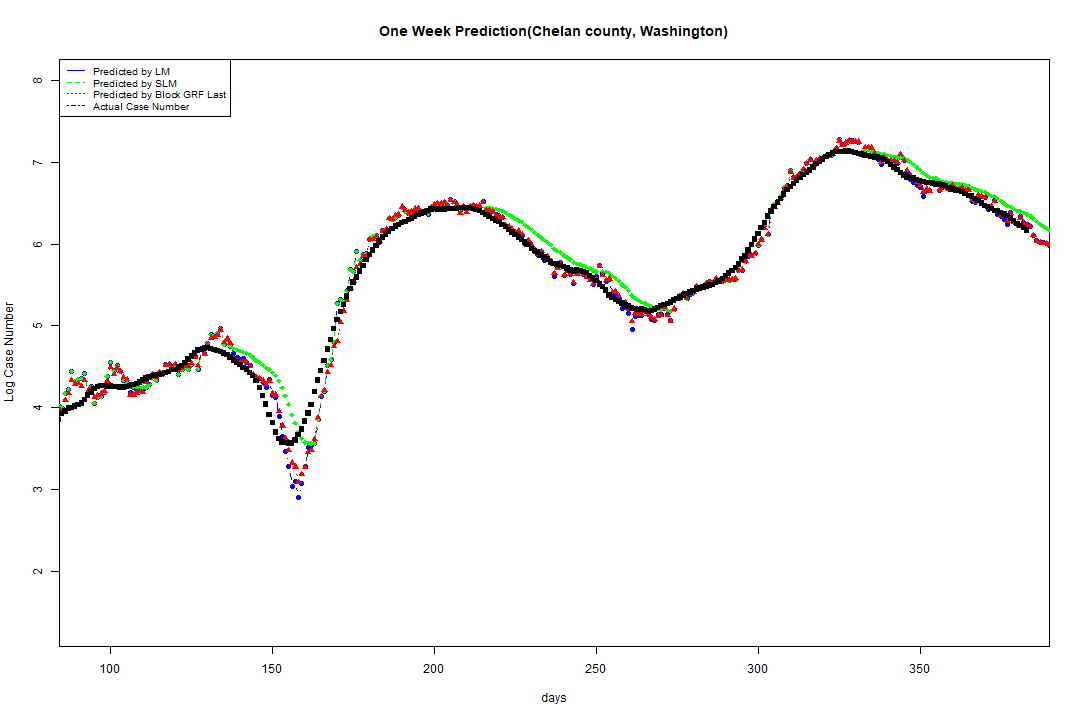 One Week Prediction(Chelan county, Washington)
Predicted by LM
Predicted by SLM
Predicted by Block GRF Last
Actual Case Number
8
7
6
5
4
3
2
Log Case Number
100 150 200 250 300 350
days